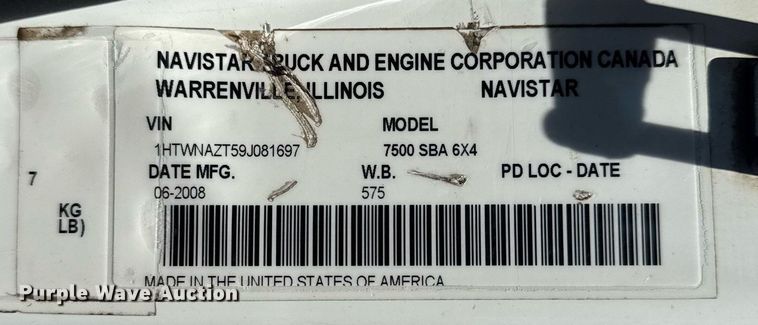 NAVISTAR TRUCK AND ENGINE CORPORATION CANADA
WARRENVILLE, ILLINOIS NAVISTAR
VIN MODEL
1HTWNAZT59J081697 7500 SBA 6X4
DATE MFG. W.B. PD LOC - DATE
06-2008 575
7
KG
LB)
MADE IN THE UNITED STATES OF AMERICA
Purple Wave Auction